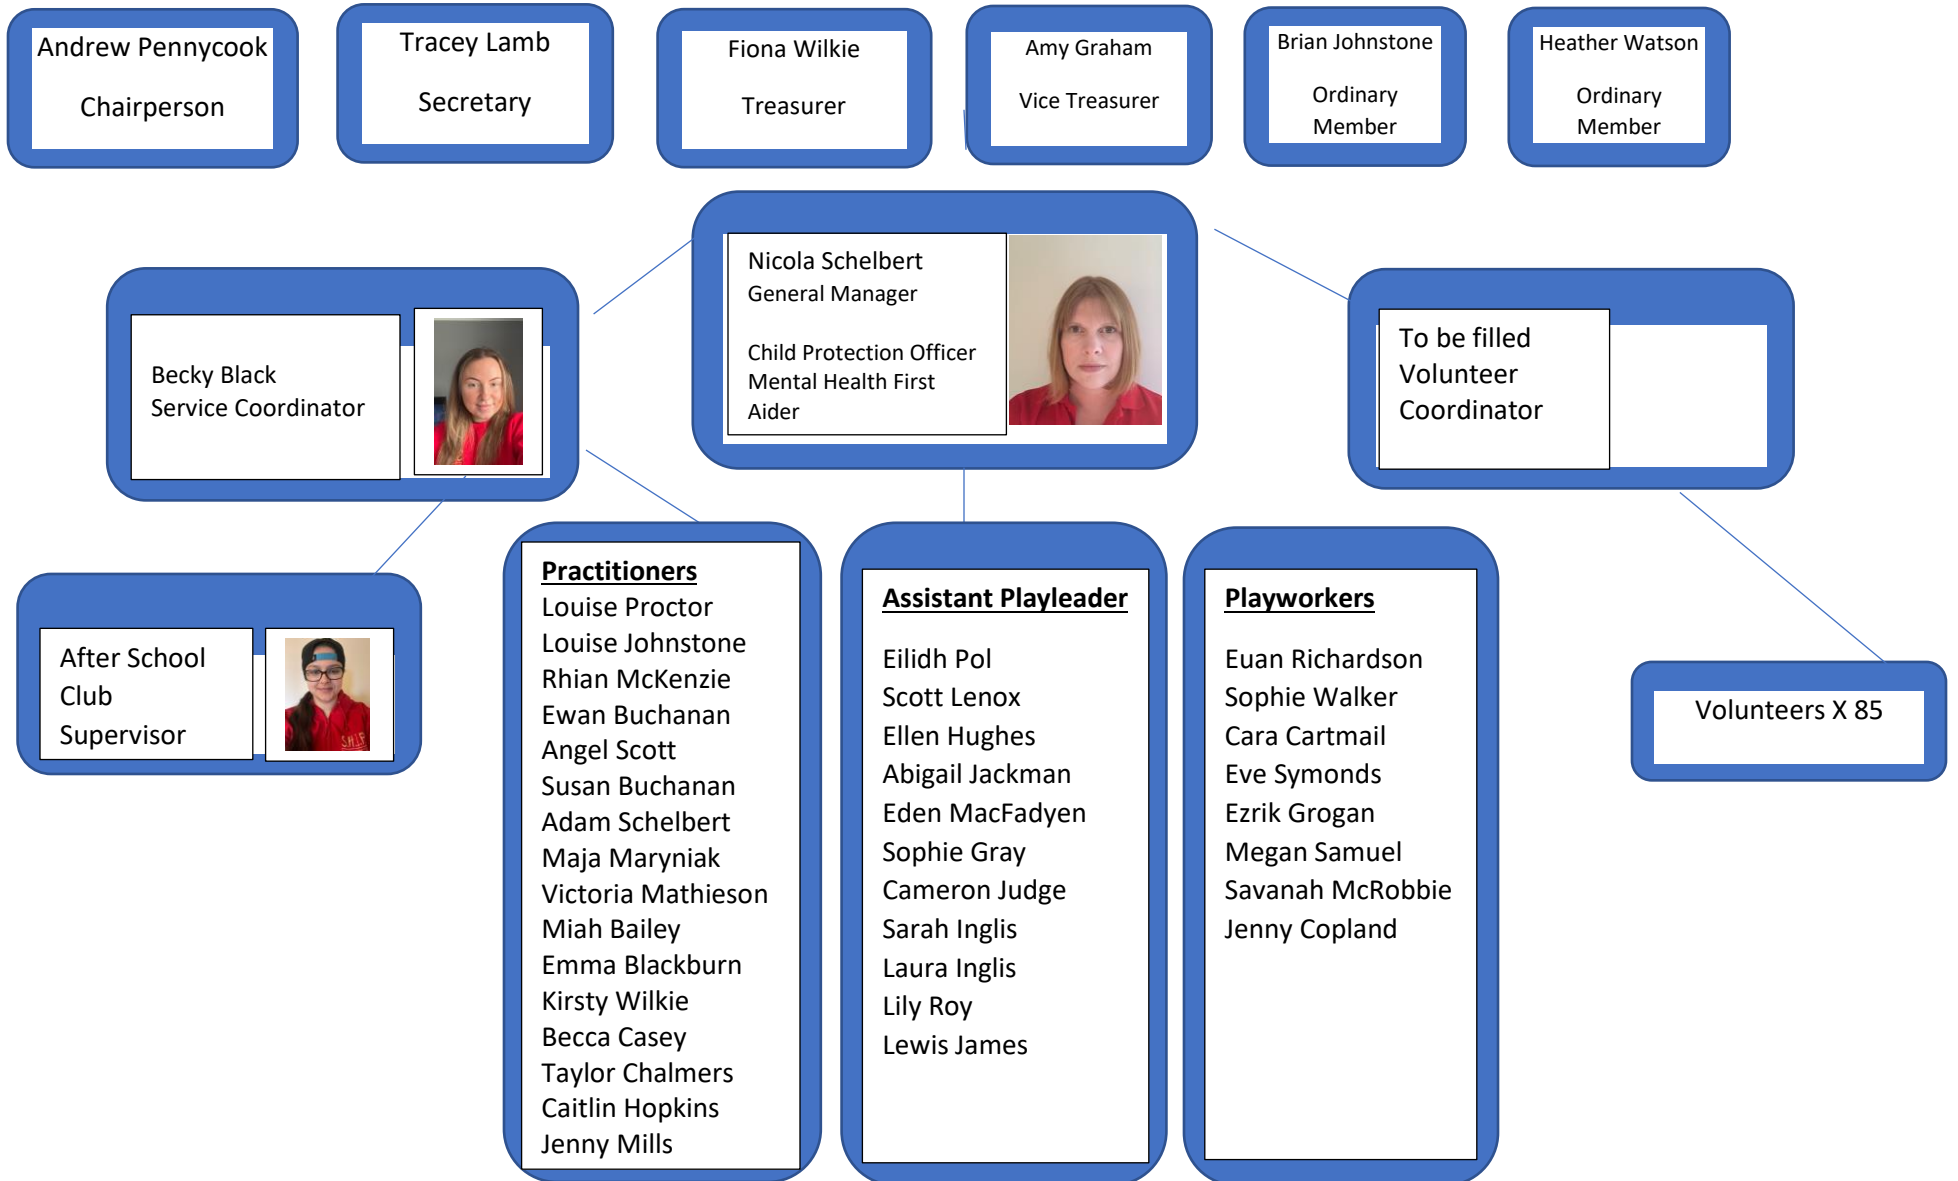 Andrew Pennycook
Chairperson
Tracey Lamb
Secretary
Fiona Wilkie
Treasurer
Amy Graham
Vice Treasurer
Brian Johnstone
Ordinary
Member
Heather Watson
Ordinary
Member
Nicola Schelbert
General Manager
Child Protection Officer
Mental Health First
Aider
Becky Black
Service Coordinator
To be filled
Volunteer
Coordinator
After School
Club
Supervisor
Practitioners
Louise Proctor
Louise Johnstone
Rhian McKenzie
Ewan Buchanan
Angel Scott
Susan Buchanan
Adam Schelbert
Maja Maryniak
Victoria Mathieson
Miah Bailey
Emma Blackburn
Kirsty Wilkie
Becca Casey
Taylor Chalmers
Caitlin Hopkins
Jenny Mills
Assistant Playleader
Eilidh Pol
Scott Lenox
Ellen Hughes
Abigail Jackman
Eden MacFadyen
Sophie Gray
Cameron Judge
Sarah Inglis
Laura Inglis
Lily Roy
Lewis James
Playworkers
Euan Richardson
Sophie Walker
Cara Cartmail
Eve Symonds
Ezrik Grogan
Megan Samuel
Savanah McRobbie
Jenny Copland
Volunteers X 85